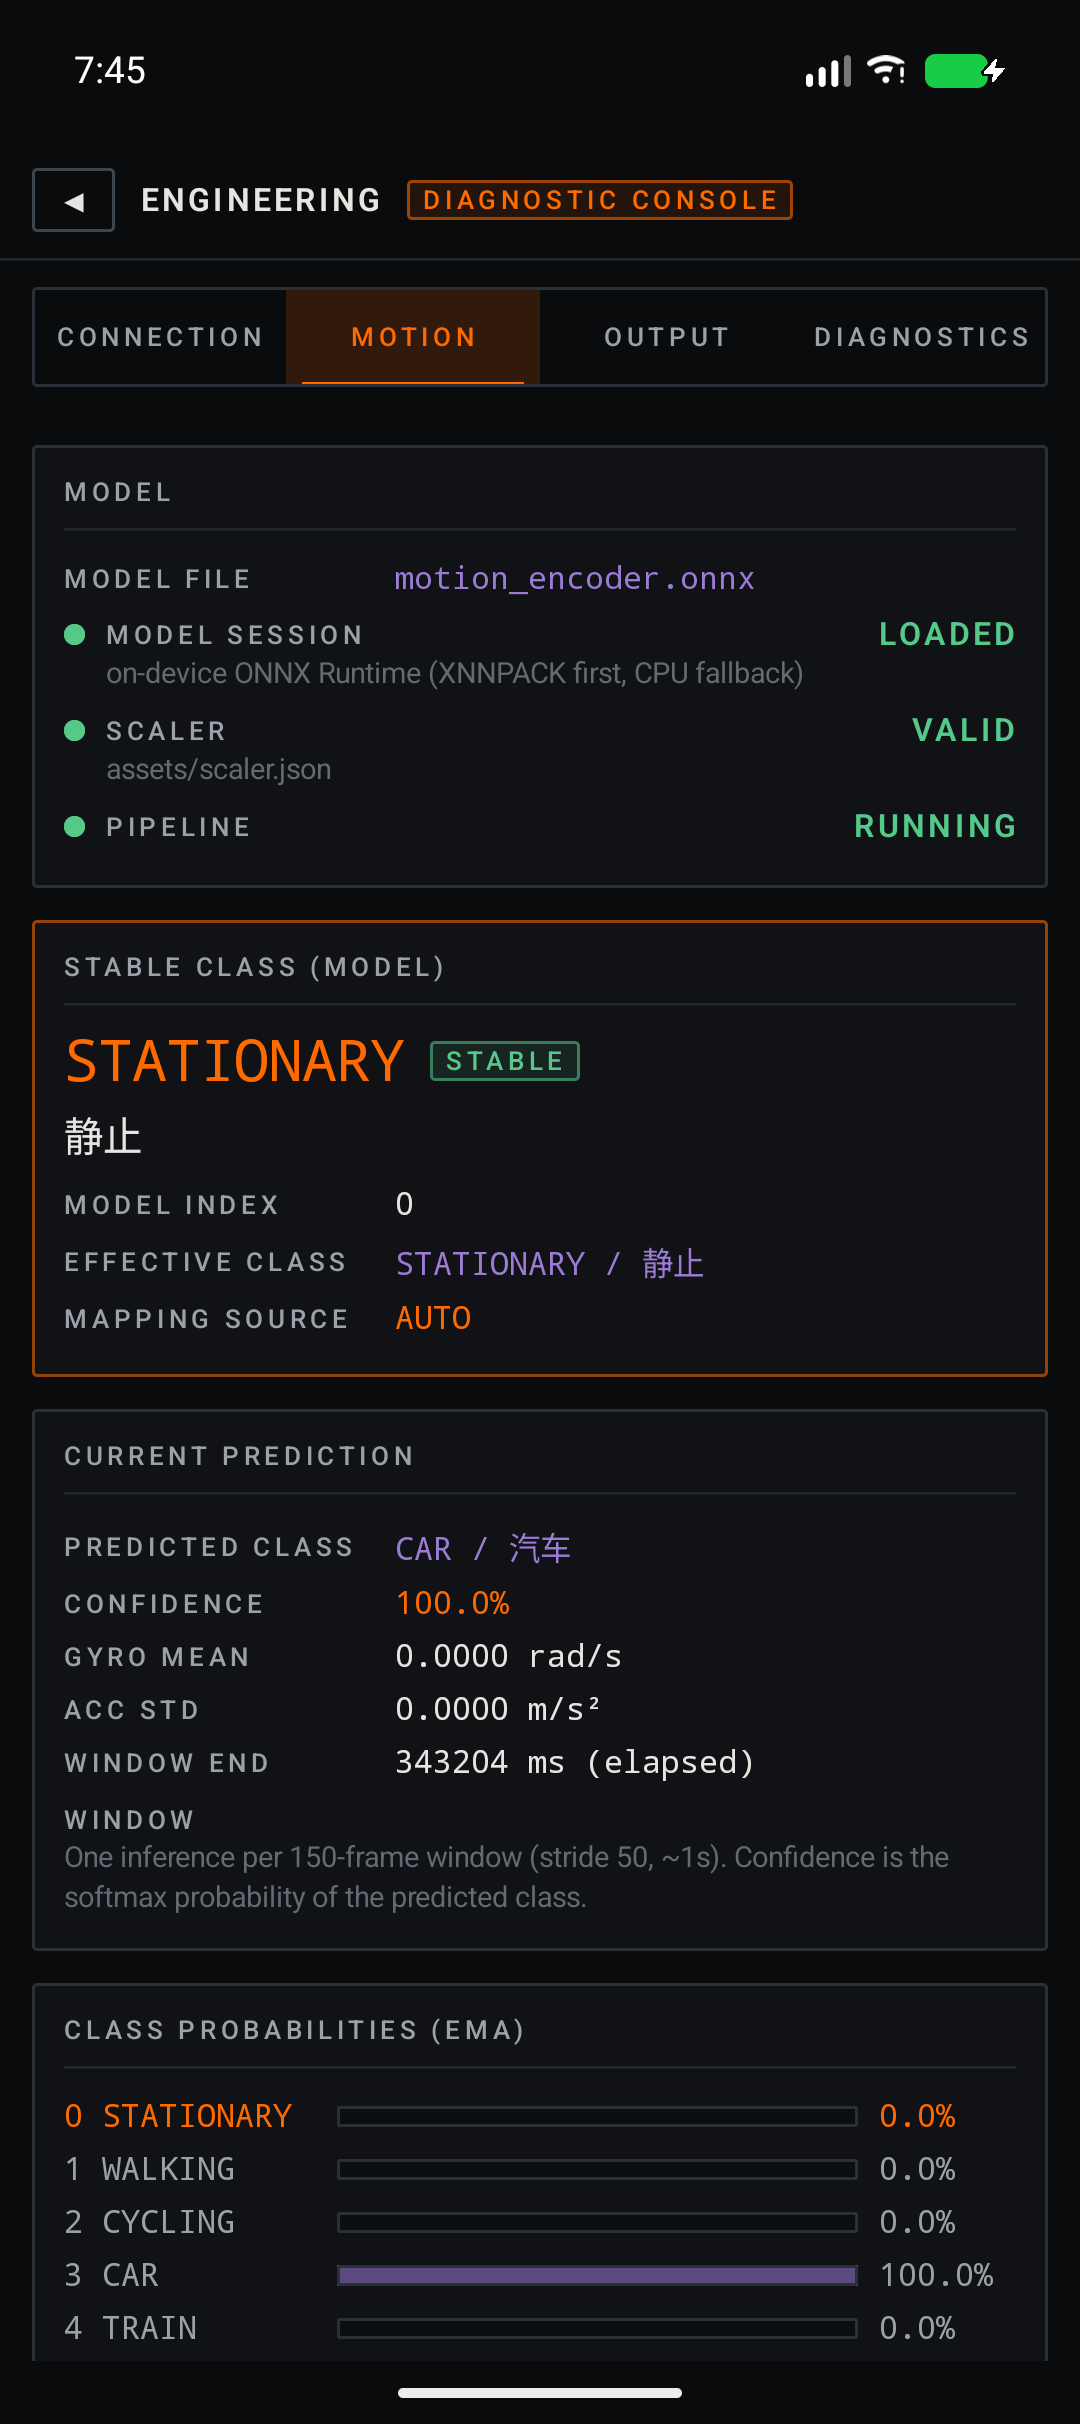 7:45
◀ ENGINEERING DIAGNOSTIC CONSOLE
CONNECTION MOTION OUTPUT DIAGNOSTICS
MODEL
MODEL FILE motion_encoder.onnx
MODEL SESSION LOADED
on-device ONNX Runtime (XNNPACK first, CPU fallback)
SCALER VALID
assets/scaler.json
PIPELINE RUNNING
STABLE CLASS (MODEL)
STATIONARY STABLE
静止
MODEL INDEX 0
EFFECTIVE CLASS STATIONARY / 静止
MAPPING SOURCE AUTO
CURRENT PREDICTION
PREDICTED CLASS CAR / 汽车
CONFIDENCE 100.0%
GYRO MEAN 0.0000 rad/s
ACC STD 0.0000 m/s²
WINDOW END 343204 ms (elapsed)
WINDOW
One inference per 150-frame window (stride 50, ~1s). Confidence is the
softmax probability of the predicted class.
CLASS PROBABILITIES (EMA)
0 STATIONARY 0.0%
1 WALKING 0.0%
2 CYCLING 0.0%
3 CAR 100.0%
4 TRAIN 0.0%